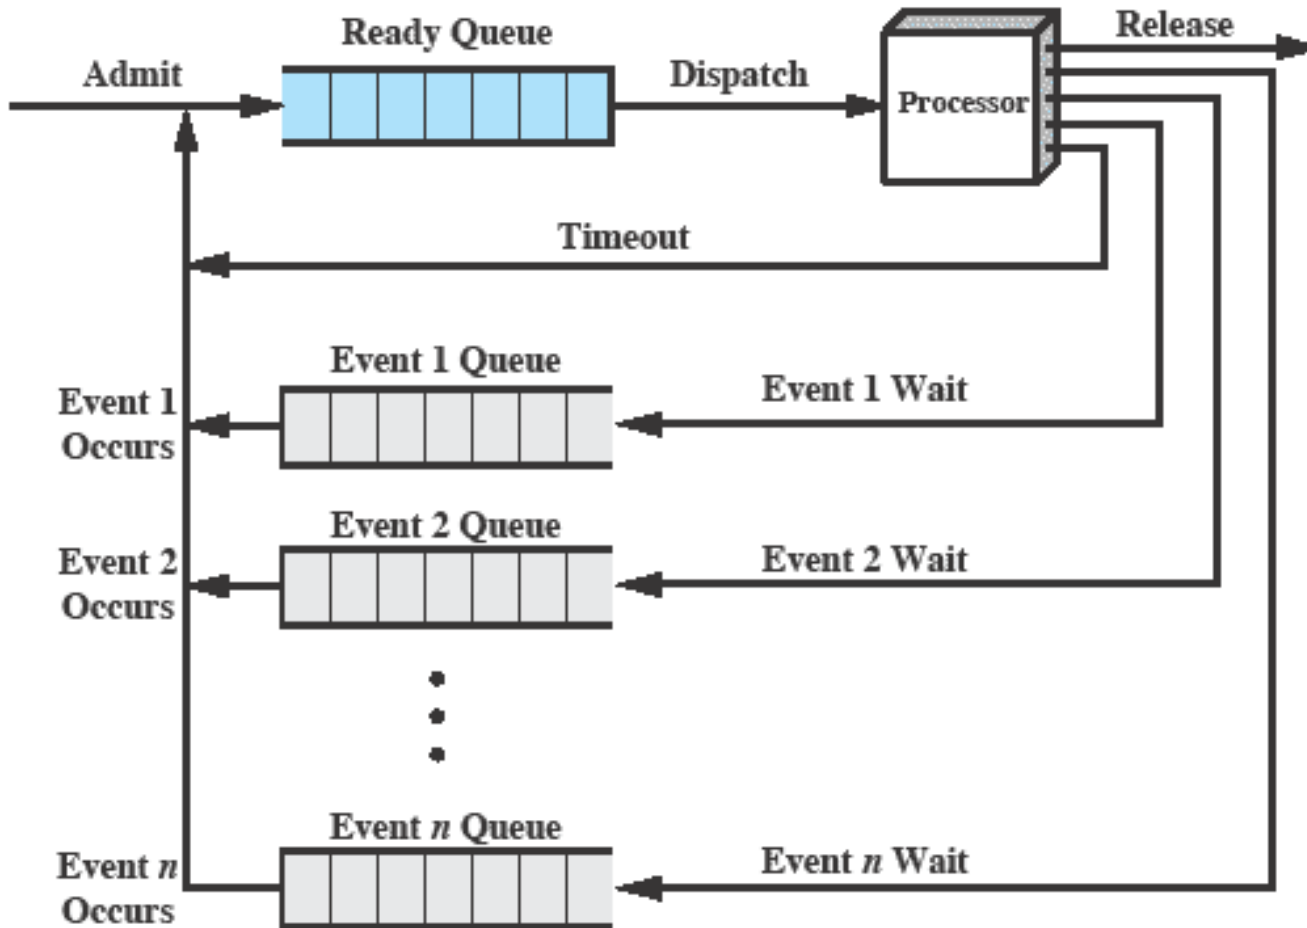 Release
Ready Queue
Admit
Dispatch
Processor
Timeout
Event 1 Queue
Event 1
Occurs
Event 1 Wait
Event 2 Queue
Event 2
Occurs
Event 2 Wait
Event n Queue
Event n
Occurs
Event n Wait